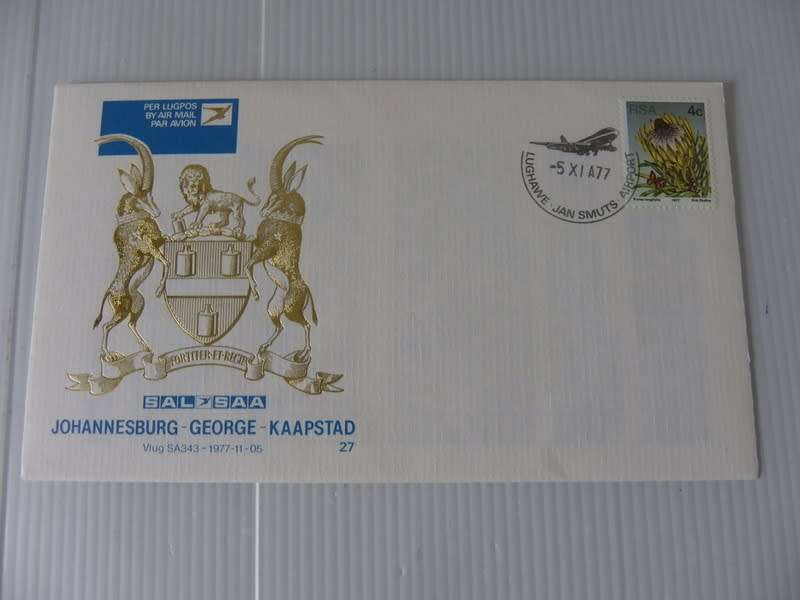 PER LUGPOS
BY AIR MAIL
PAR AVION
RSA 4c
-5 XI A77
LUGHAWE · JAN SMUTS · AIRPORT
1977
FORTITER·ET·RECTE
SAL SAA
JOHANNESBURG - GEORGE - KAAPSTAD
Vlug SA343 - 1977-11-05
27